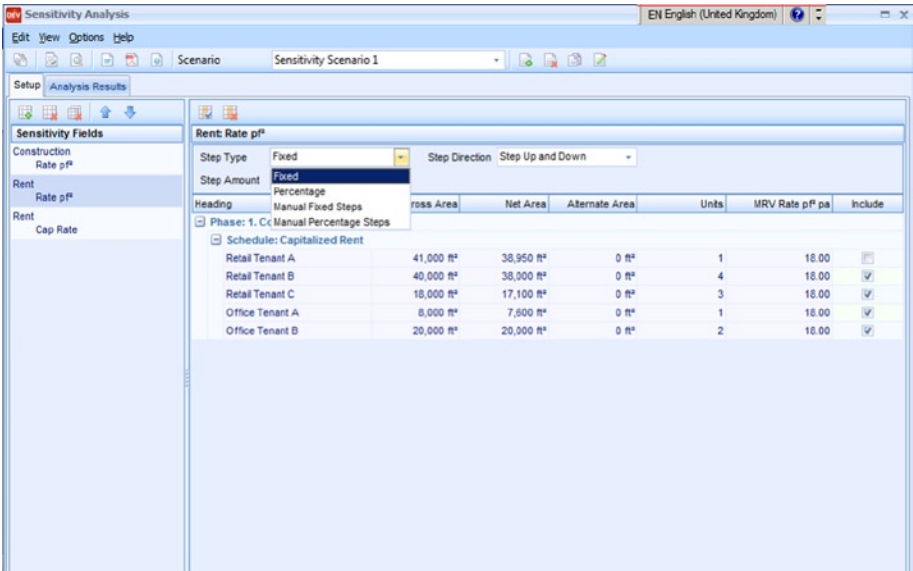 DEV Sensitivity Analysis
EN English (United Kingdom) ?
Edit View Options Help
Scenario Sensitivity Scenario 1
Setup Analysis Results
Sensitivity Fields
Construction
Rate pf²
Rent
Rate pf²
Rent
Cap Rate
Rent: Rate pf²
Step Type Fixed Step Direction Step Up and Down
Step Amount
Fixed
Percentage
Manual Fixed Steps
Manual Percentage Steps
Heading ross Area Net Area Alternate Area Units MRV Rate pf² pa Include
Phase: 1. Co
Schedule: Capitalized Rent
Retail Tenant A 41,000 ft² 38,950 ft² 0 ft² 1 18.00
Retail Tenant B 40,000 ft² 38,000 ft² 0 ft² 4 18.00
Retail Tenant C 18,000 ft² 17,100 ft² 0 ft² 3 18.00
Office Tenant A 8,000 ft² 7,600 ft² 0 ft² 1 18.00
Office Tenant B 20,000 ft² 20,000 ft² 0 ft² 2 18.00